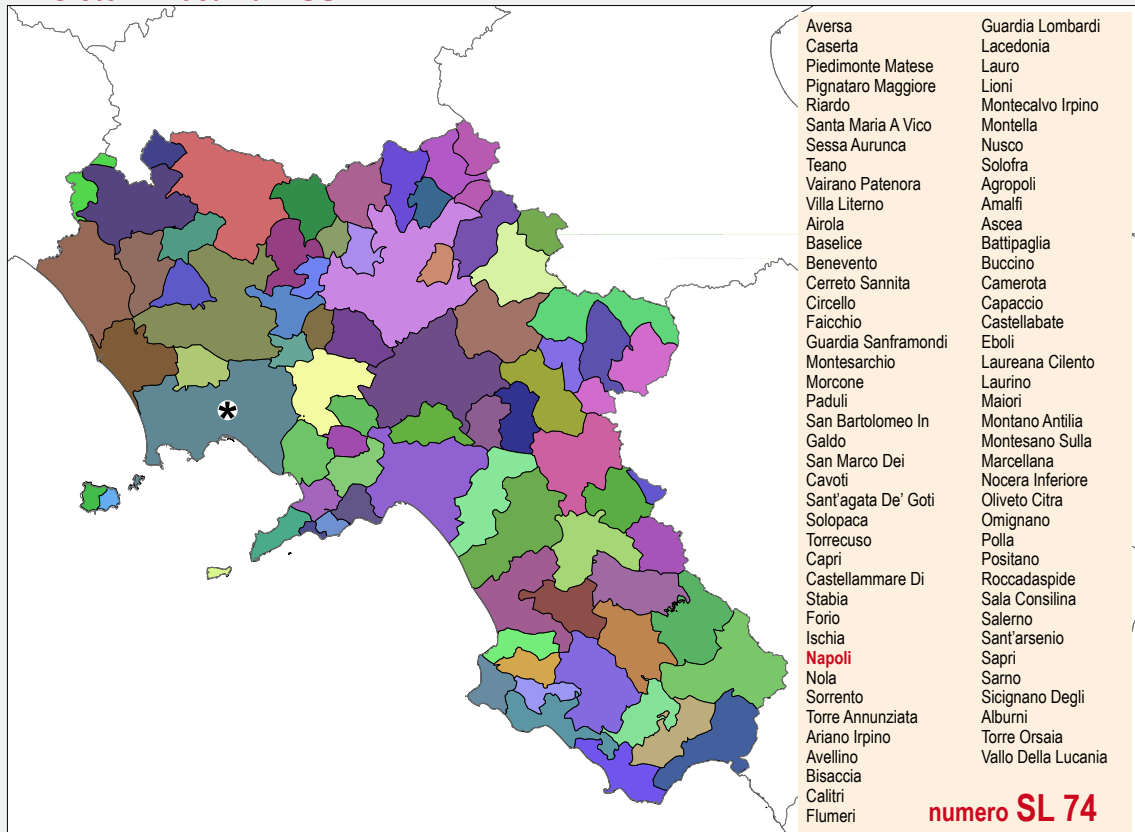 Aversa
Caserta
Piedimonte Matese
Pignataro Maggiore
Riardo
Santa Maria A Vico
Sessa Aurunca
Teano
Vairano Patenora
Villa Literno
Airola
Baselice
Benevento
Cerreto Sannita
Circello
Faicchio
Guardia Sanframondi
Montesarchio
Morcone
Paduli
San Bartolomeo In
Galdo
San Marco Dei
Cavoti
Sant'agata De' Goti
Solopaca
Torrecuso
Capri
Castellammare Di
Stabia
Forio
Ischia
Napoli
Nola
Sorrento
Torre Annunziata
Ariano Irpino
Avellino
Bisaccia
Calitri
Flumeri
Guardia Lombardi
Lacedonia
Lauro
Lioni
Montecalvo Irpino
Montella
Nusco
Solofra
Agropoli
Amalfi
Ascea
Battipaglia
Buccino
Camerota
Capaccio
Castellabate
Eboli
Laureana Cilento
Laurino
Maiori
Montano Antilia
Montesano Sulla
Marcellana
Nocera Inferiore
Oliveto Citra
Omignano
Polla
Positano
Roccadaspide
Sala Consilina
Salerno
Sant'arsenio
Sapri
Sarno
Sicignano Degli
Alburni
Torre Orsaia
Vallo Della Lucania
numero SL 74